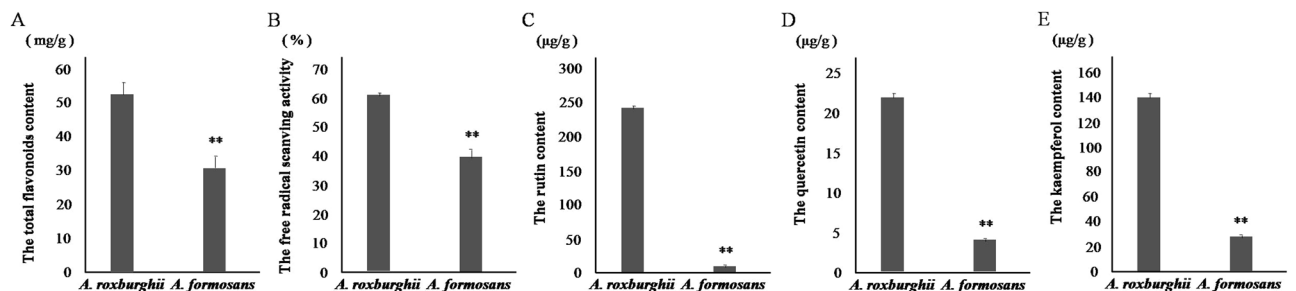 A
(mg/g)
The total flavonoids content
60
50
40
30
20
10
0
**
A. roxburghii A. formosans
B
(%)
The free radical scanving activity
70
60
50
40
30
20
10
0
**
A. roxburghii A. formosans
C
(μg/g)
The rutin content
300
250
200
150
100
50
0
**
A. roxburghii A. formosans
D
(μg/g)
The quercetin content
25
20
15
10
5
0
**
A. roxburghii A. formosans
E
(μg/g)
The kaempferol content
160
140
120
100
80
60
40
20
0
**
A. roxburghii A. formosans